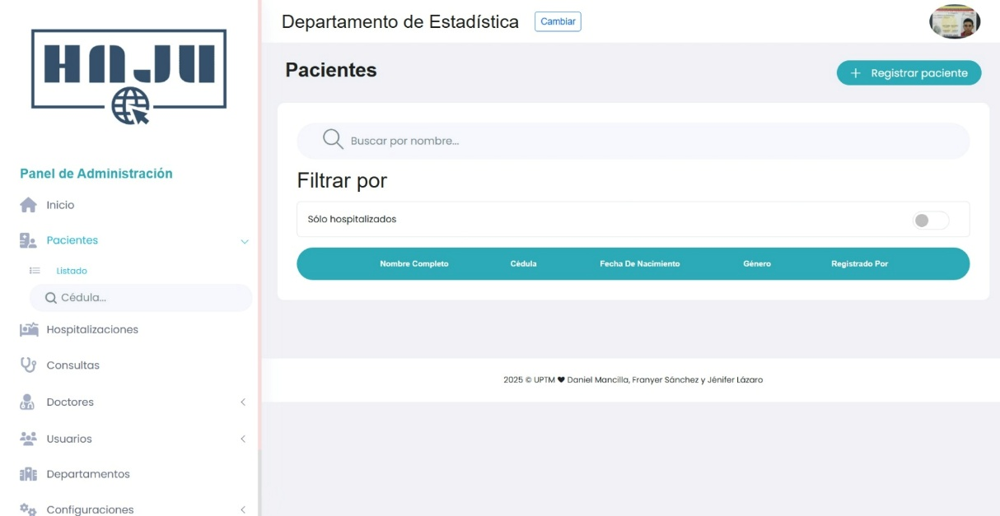 HNJU
Panel de Administración
Inicio
Pacientes
Listado
Cédula...
Hospitalizaciones
Consultas
Doctores
Usuarios
Departamentos
Configuraciones
Departamento de Estadística
Cambiar
Pacientes
+ Registrar paciente
Buscar por nombre...
Filtrar por
Sólo hospitalizados
Nombre Completo Cédula Fecha De Nacimiento Género Registrado Por
2025 © UPTM ♥ Daniel Mancilla, Franyer Sánchez y Jénifer Lázaro